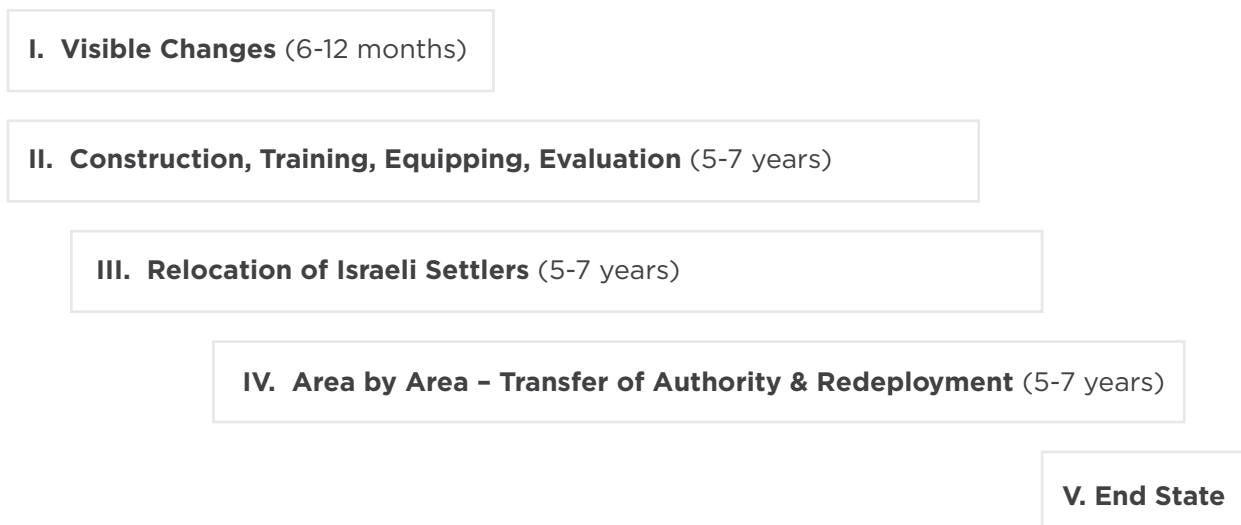 I. Visible Changes (6-12 months)
II. Construction, Training, Equipping, Evaluation (5-7 years)
III. Relocation of Israeli Settlers (5-7 years)
IV. Area by Area – Transfer of Authority & Redeployment (5-7 years)
V. End State